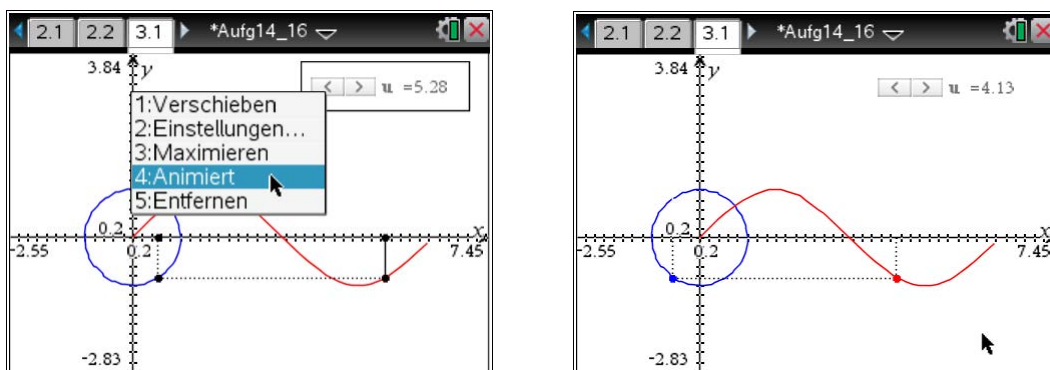 2.1 2.2 3.1 *Aufg14_16
3.84 y
u =5.28
1:Verschieben
2:Einstellungen...
3:Maximieren
4:Animiert
5:Entfernen
0.2
x
-2.55 0.2 7.45
-2.83
2.1 2.2 3.1 *Aufg14_16
3.84 y
u =4.13
0.2
x
-2.55 0.2 7.45
-2.83